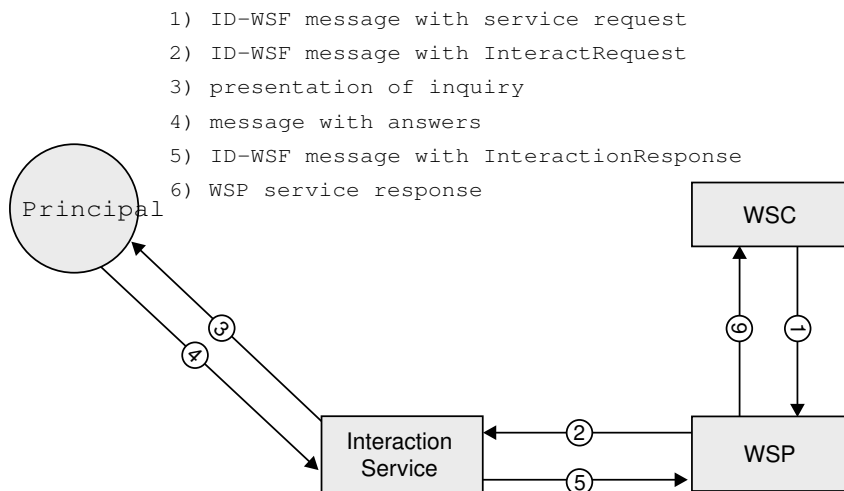 1) ID-WSF message with service request
2) ID-WSF message with InteractRequest
3) presentation of inquiry
4) message with answers
5) ID-WSF message with InteractionResponse
6) WSP service response
Principal
WSC
3
4
6
1
Interaction
Service
2
5
WSP